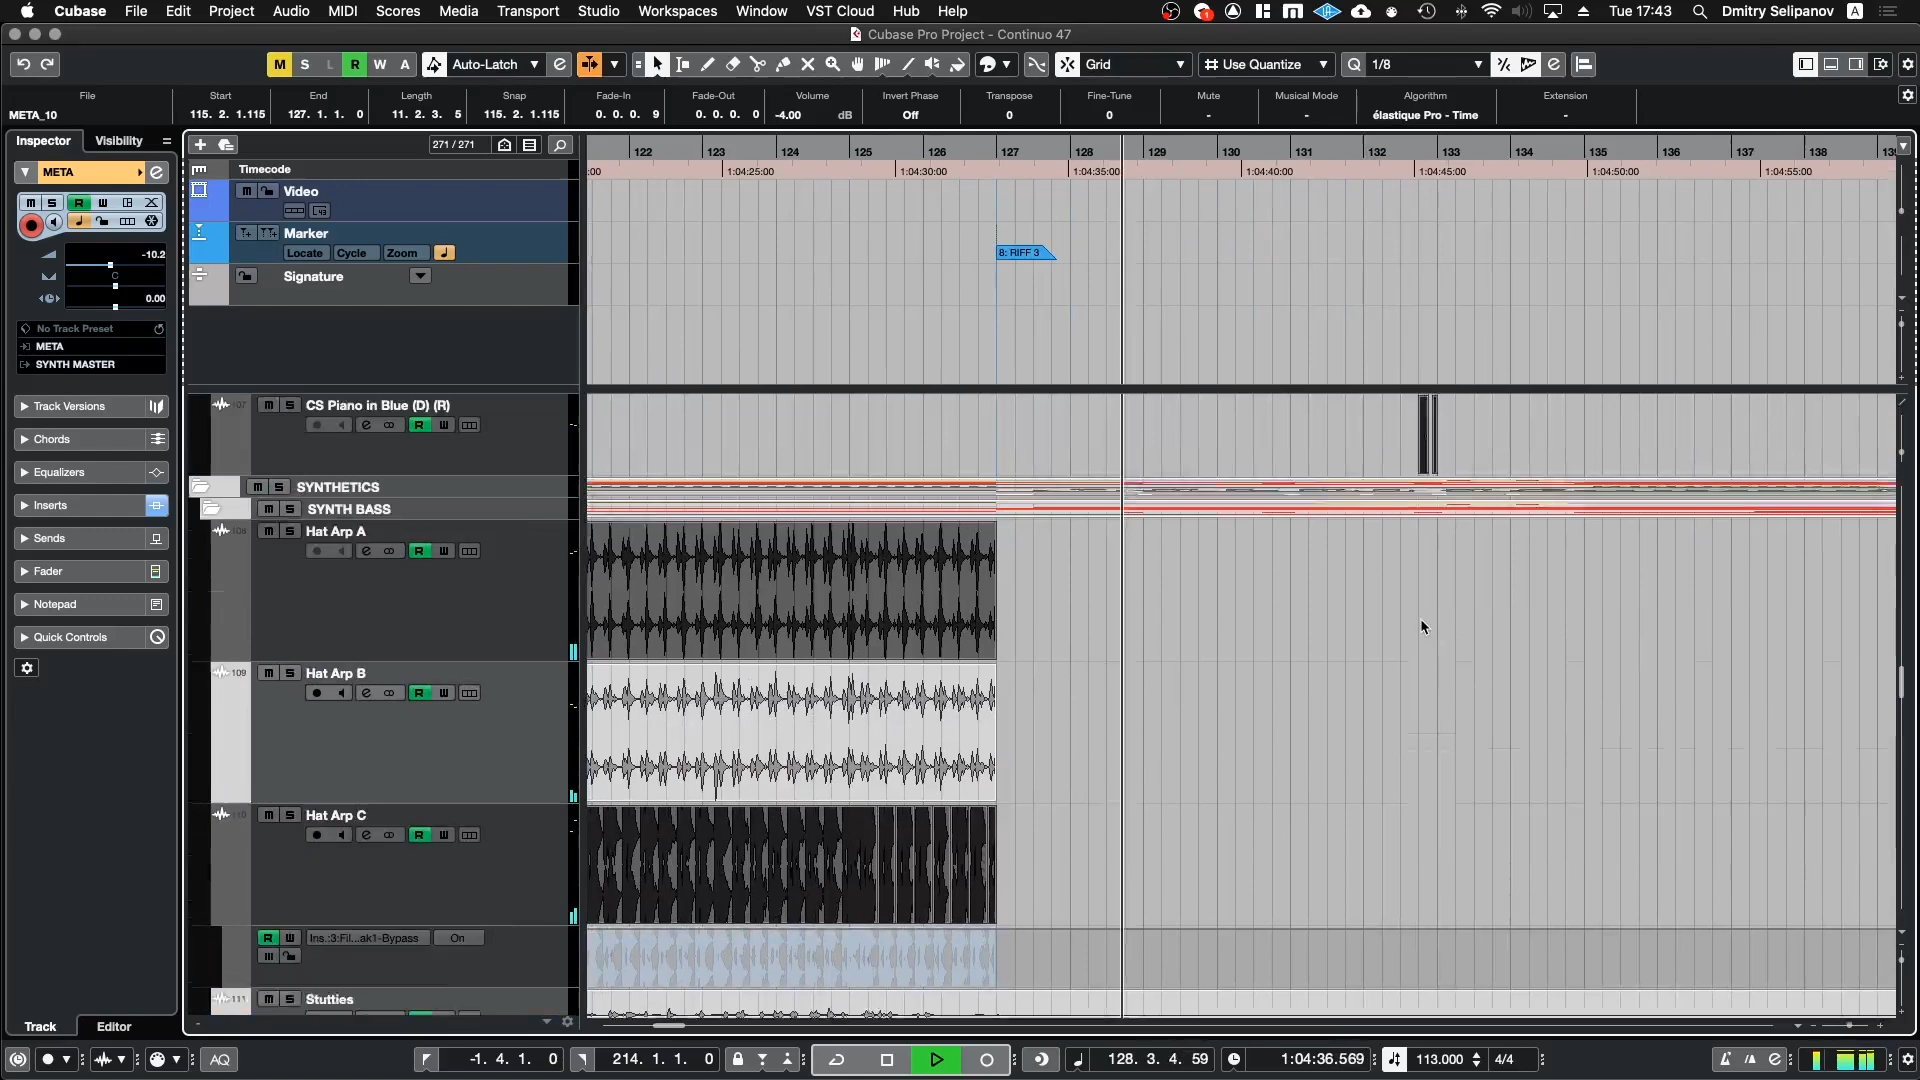 Cubase File Edit Project Audio MIDI Scores Media Transport Studio Workspaces Window VST Cloud Hub Help 1 Tue 17:43 Dmitry Selipanov A
Cubase Pro Project - Continuo 47
M S L R W A Auto-Latch Grid Use Quantize Q 1/8
File Start End Length Snap Fade-In Fade-Out Volume Invert Phase Transpose Fine-Tune Mute Musical Mode Algorithm Extension
META_10 115. 2. 1.115 127. 1. 1. 0 11. 2. 3. 5 115. 2. 1.115 0. 0. 0. 9 0. 0. 0. 0 -4.00 dB Off 0 0 - - élastique Pro - Time -
Inspector Visibility
271 / 271
122 123 124 125 126 127 128 129 130 131 132 133 134 135 136 137 138
Timecode
:00 1:04:25:00 1:04:30:00 1:04:35:00 1:04:40:00 1:04:45:00 1:04:50:00 1:04:55:00
META
m S R W
Video
Marker
Locate Cycle Zoom
8: RIFF 3
-10.2
C
0.00
Signature
No Track Preset
META
SYNTH MASTER
Track Versions
Chords
Equalizers
Inserts
Sends
Fader
Notepad
Quick Controls
m S CS Piano in Blue (D) (R)
e R W
m S SYNTHETICS
m S SYNTH BASS
m S Hat Arp A
e R W
109 m S Hat Arp B
e R W
m S Hat Arp C
e R W
R W Ins.:3:Fil...ak1-Bypass On
111 m S Stutties
Track Editor
AQ -1. 4. 1. 0 214. 1. 1. 0 128. 3. 4. 59 1:04:36.569 113.000 4/4